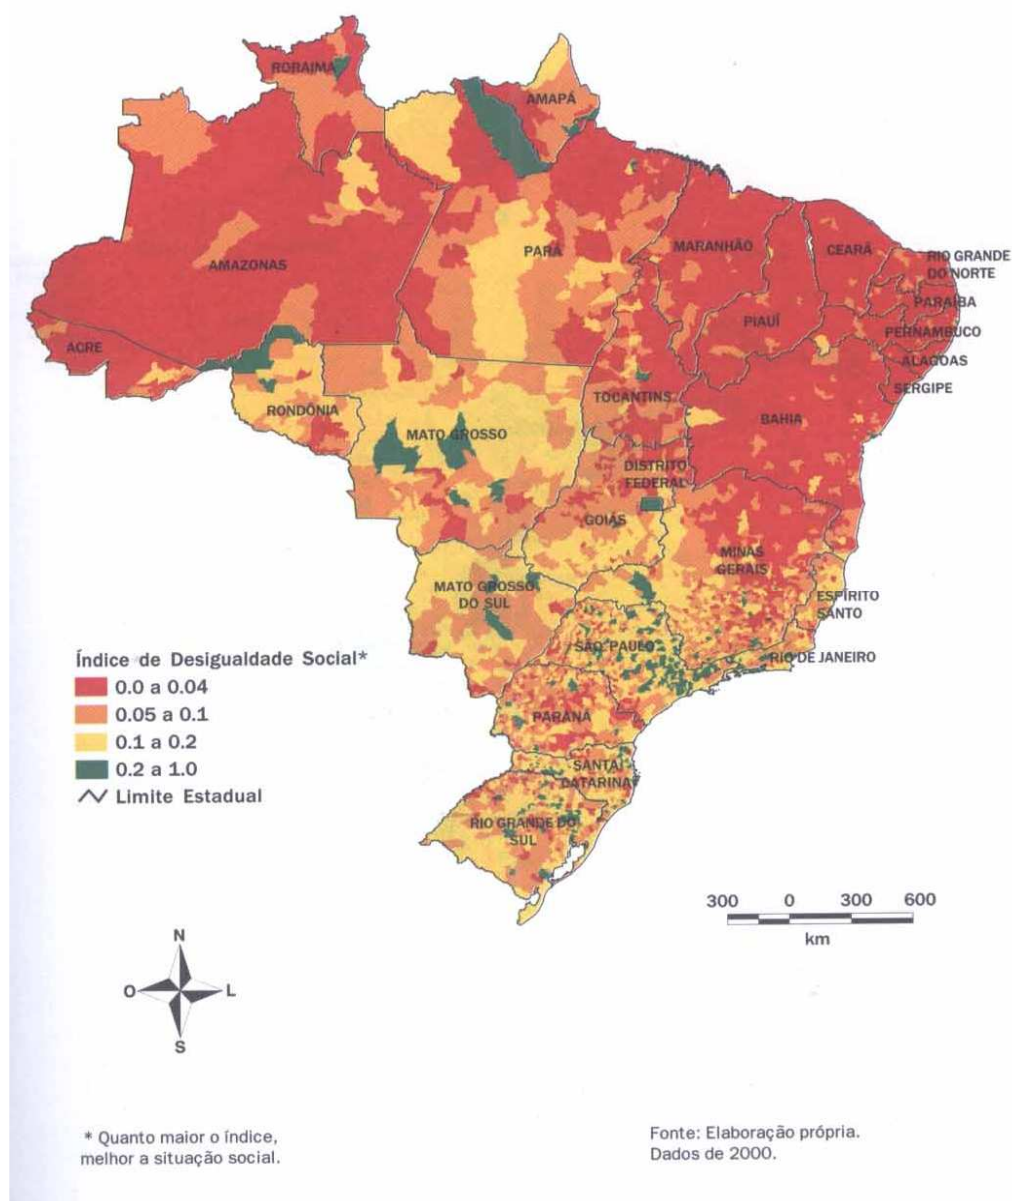 RORAIMA
AMAPÁ
AMAZONAS
PARÁ
MARANHÃO
CEARÁ
RIO GRANDE
DO NORTE
PARAÍBA
PIAUÍ
PERNAMBUCO
ACRE
ALAGOAS
SERGIPE
TOCANTINS
RONDÔNIA
BAHIA
MATO GROSSO
DISTRITO
FEDERAL
GOIÁS
MINAS
GERAIS
MATO GROSSO
DO SUL
ESPÍRITO
SANTO
SÃO PAULO
RIO DE JANEIRO
Índice de Desigualdade Social*
0.0 a 0.04
0.05 a 0.1
0.1 a 0.2
0.2 a 1.0
Limite Estadual
PARANÁ
SANTA
CATARINA
RIO GRANDE DO
SUL
300 0 300 600
km
N
O L
S
* Quanto maior o índice,
melhor a situação social.
Fonte: Elaboração própria.
Dados de 2000.